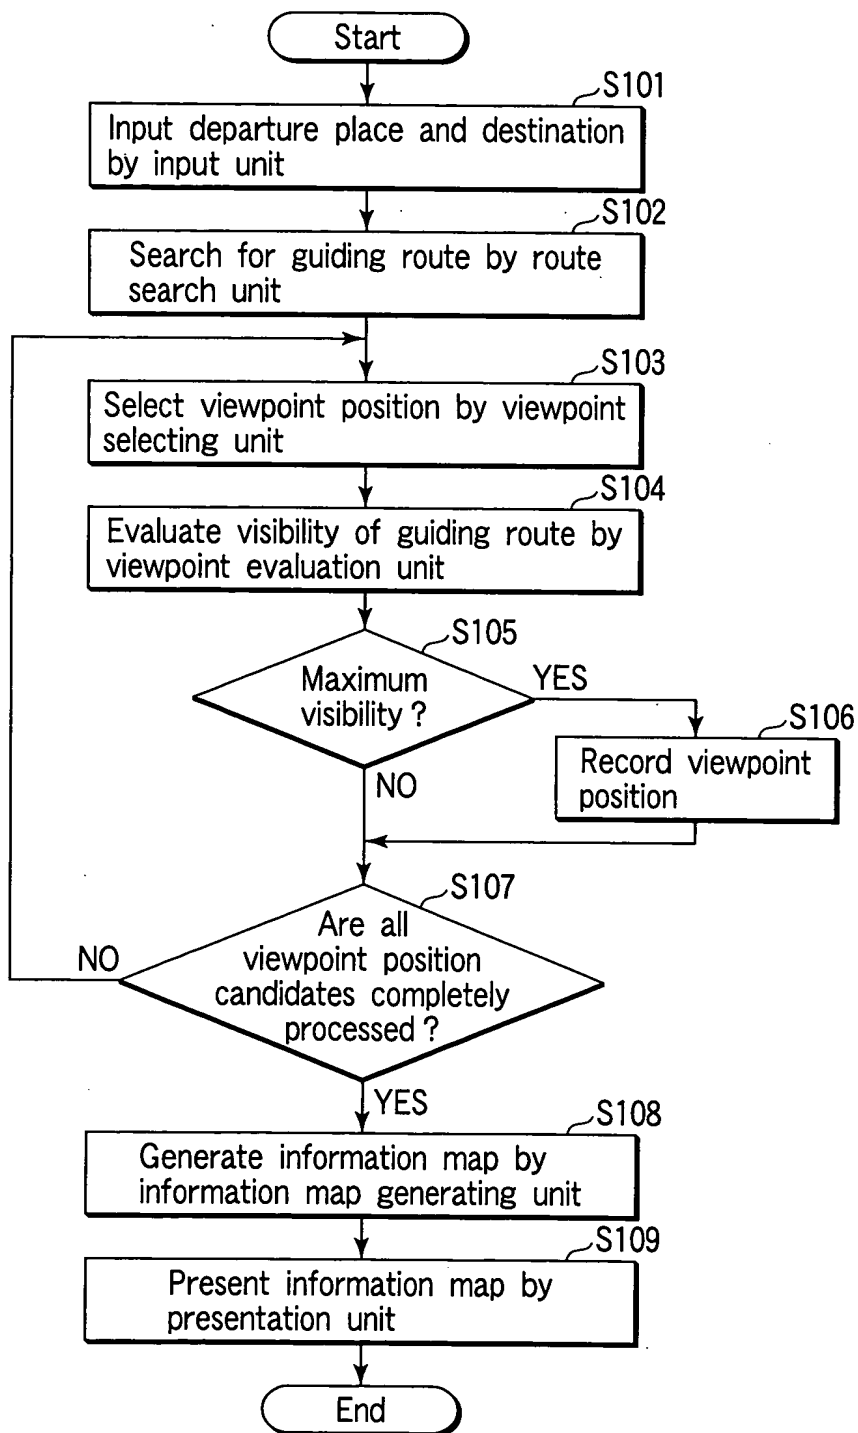 Start
S101
Input departure place and destination
by input unit
S102
Search for guiding route by route
search unit
S103
Select viewpoint position by viewpoint
selecting unit
S104
Evaluate visibility of guiding route by
viewpoint evaluation unit
S105
Maximum
visibility ?
YES
S106
Record viewpoint
position
NO
S107
Are all
viewpoint position
candidates completely
processed ?
NO
YES
S108
Generate information map by
information map generating unit
S109
Present information map by
presentation unit
End